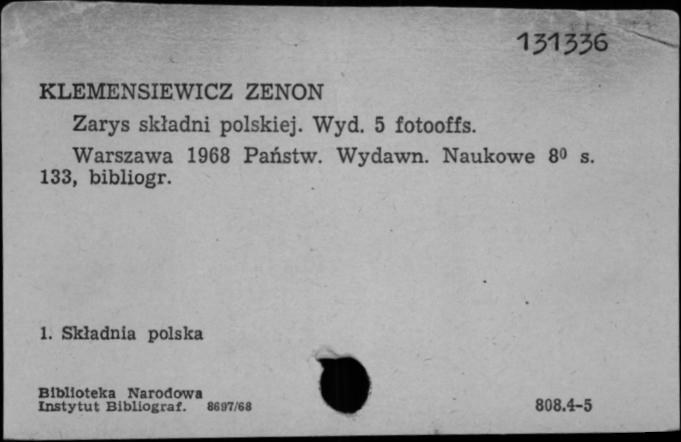 131336
KLEMENSIEWICZ ZENON
Zarys składni polskiej. Wyd. 5 fotooffs.
Warszawa 1968 Państw. Wydawn. Naukowe 8⁰ s.
133, bibliogr.
1. Składnia polska
Biblioteka Narodowa
Instytut Bibliograf. 8697/68
808.4-5